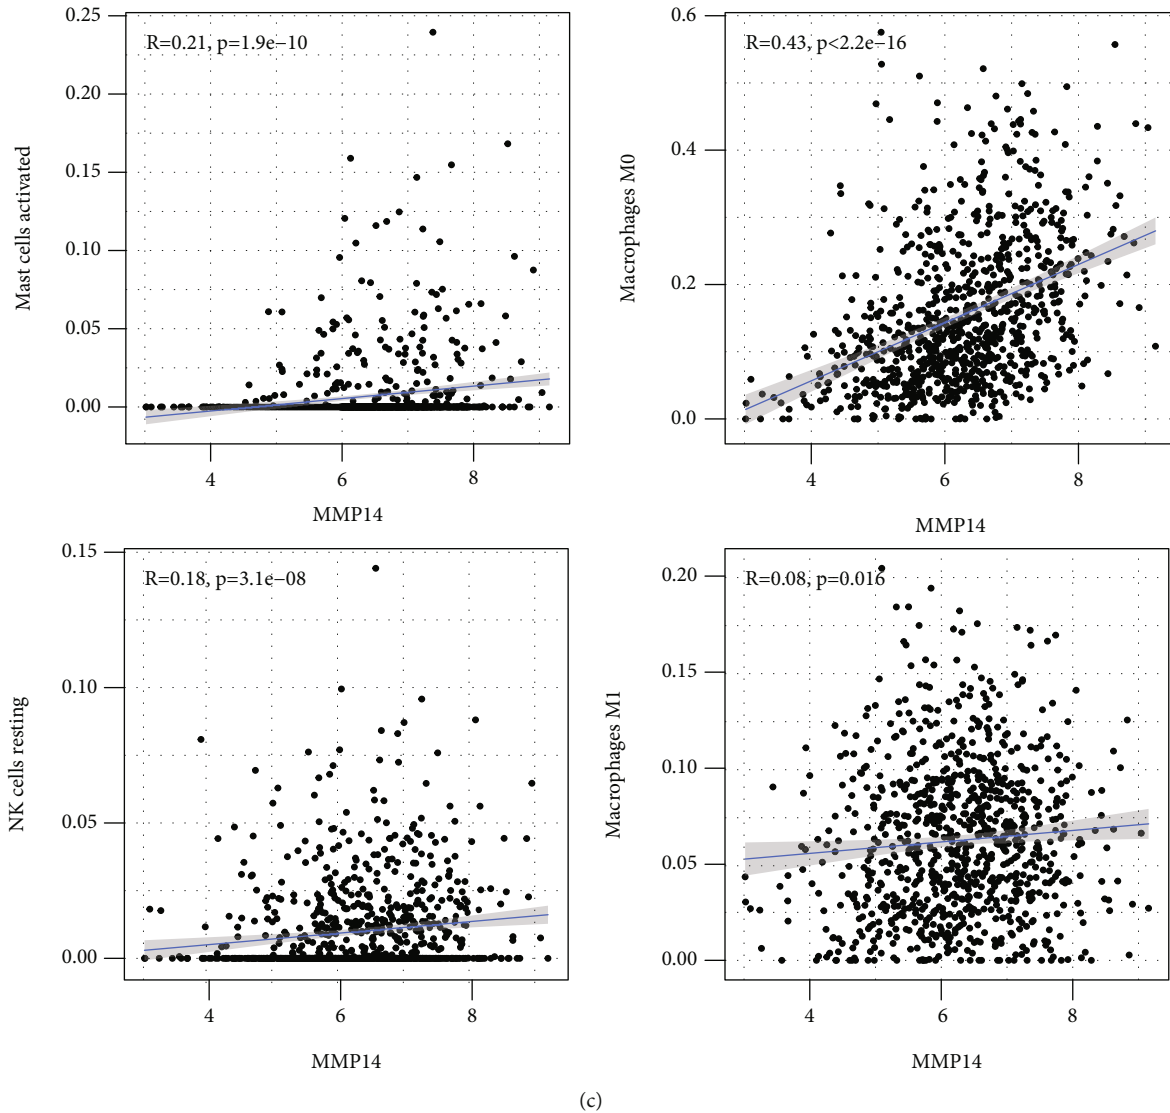 R=0.21, p=1.9e−10
Mast cells activated
0.25
0.20
0.15
0.10
0.05
0.00
4 6 8
MMP14
R=0.43, p<2.2e−16
Macrophages M0
0.6
0.4
0.2
0.0
4 6 8
MMP14
R=0.18, p=3.1e−08
NK cells resting
0.15
0.10
0.05
0.00
4 6 8
MMP14
R=0.08, p=0.016
Macrophages M1
0.20
0.15
0.10
0.05
0.00
4 6 8
MMP14
(c)